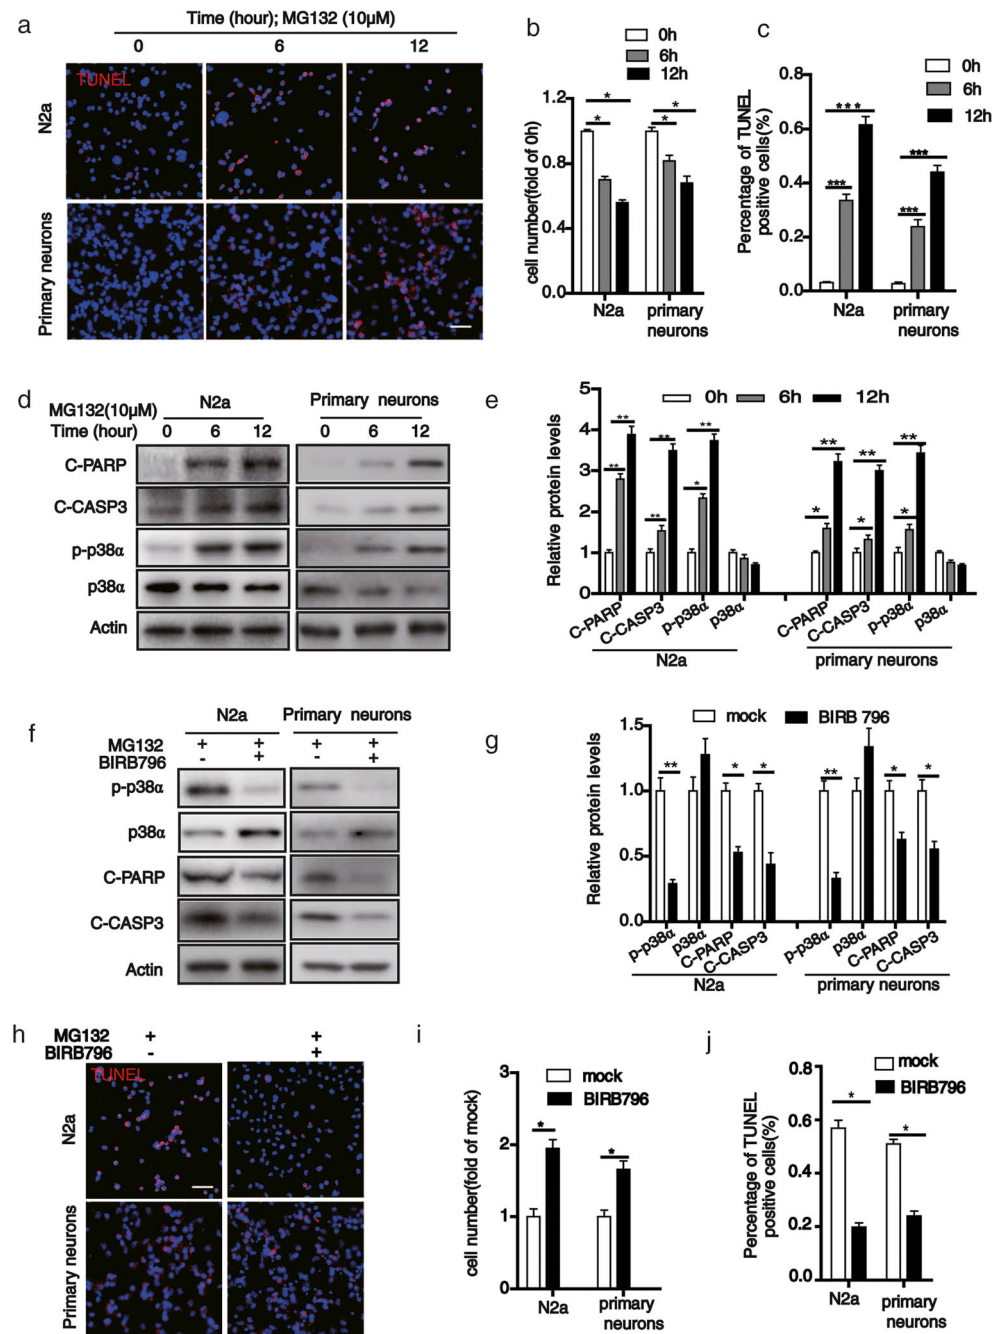 a
Time (hour); MG132 (10μM)
0 6 12
TUNEL
N2a
Primary neurons
b
0h
6h
12h
cell number(fold of 0h)
1.2
0.8
0.4
0.0
* * * *
N2a primary neurons
c
0h
6h
12h
Percentage of TUNEL positive cells(%)
0.8
0.6
0.4
0.2
0.0
*** *** *** ***
N2a primary neurons
d
N2a Primary neurons
MG132(10μM)
Time (hour) 0 6 12 0 6 12
C-PARP
C-CASP3
p-p38α
p38α
Actin
e
0h 6h 12h
Relative protein levels
5
4
3
2
1
0
** ** ** ** * ** * ** * ** * **
C-PARP C-CASP3 p-p38α p38α C-PARP C-CASP3 p-p38α p38α
N2a primary neurons
f
N2a Primary neurons
MG132 + + + +
BIRB796 - + - +
p-p38α
p38α
C-PARP
C-CASP3
Actin
g
mock BIRB 796
Relative protein levels
1.5
1.0
0.5
0.0
** * * ** * *
p-p38α p38α C-PARP C-CASP3 p-p38α p38α C-PARP C-CASP3
N2a primary neurons
h
MG132 + +
BIRB796 - +
TUNEL
N2a
Primary neurons
i
mock
BIRB796
cell number(fold of mock)
3
2
1
0
* *
N2a primary neurons
j
mock
BIRB796
Percentage of TUNEL positive cells(%)
0.8
0.6
0.4
0.2
0.0
* *
N2a primary neurons